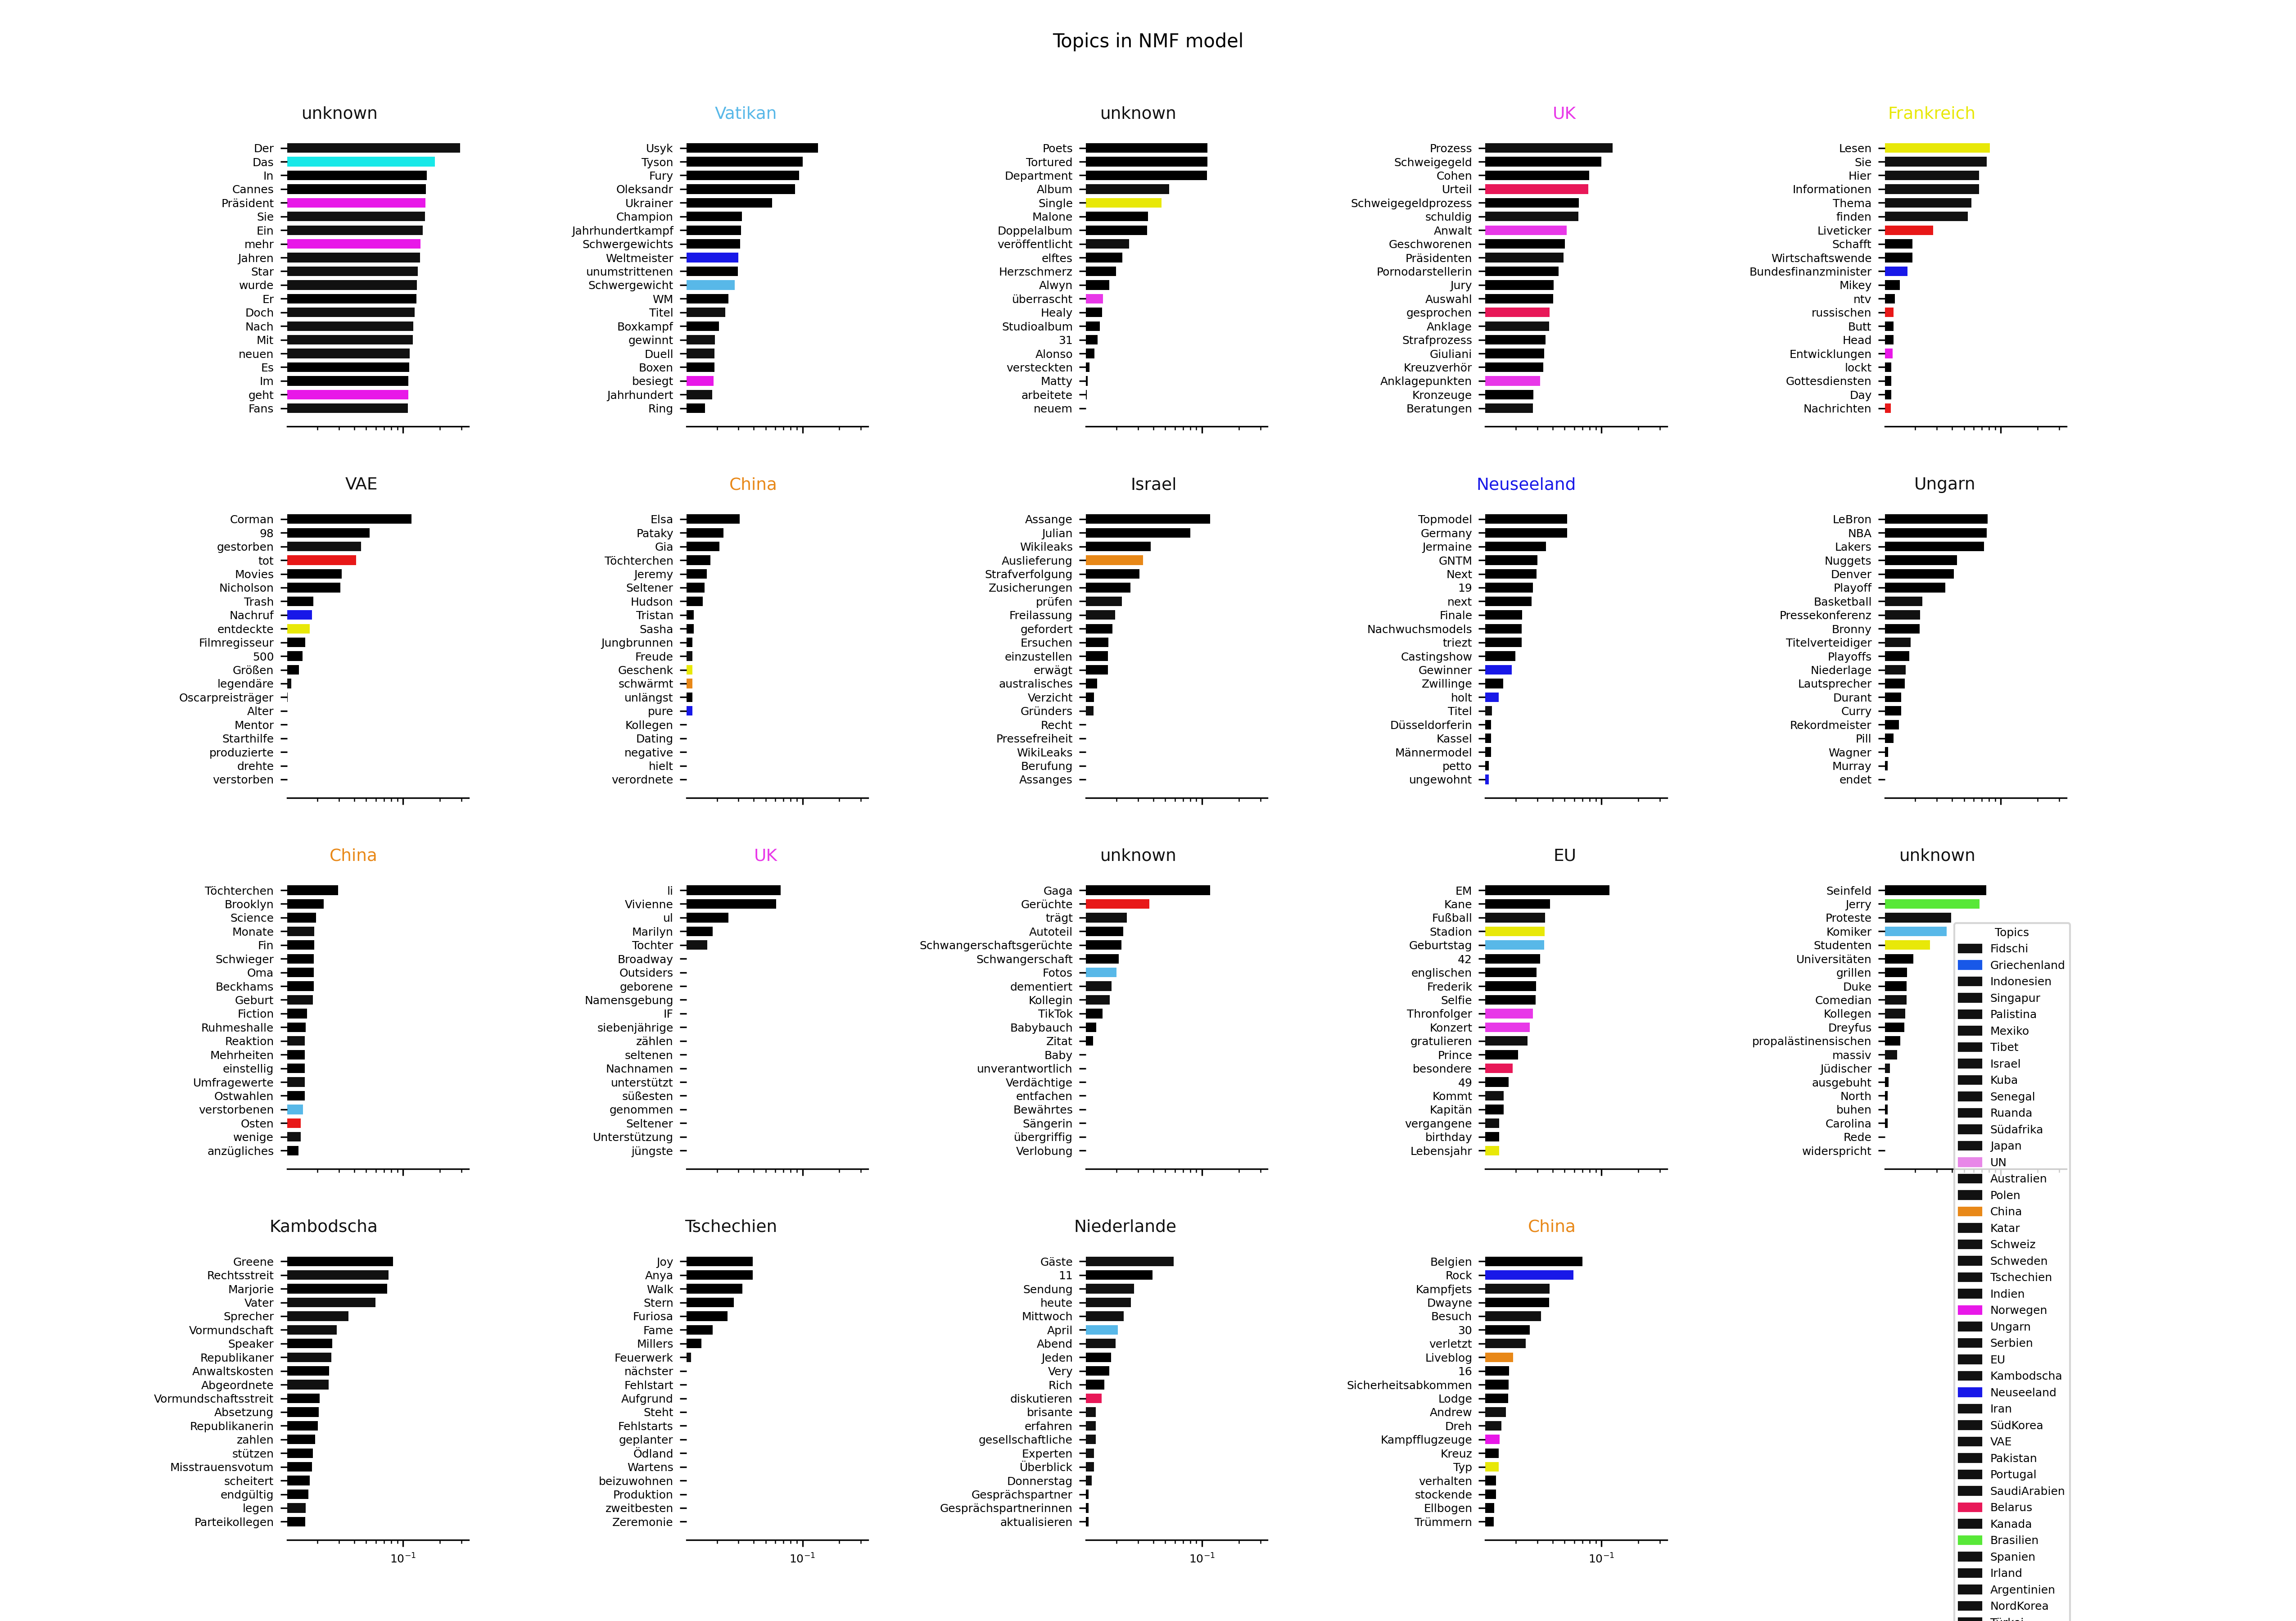 Topics in NMF model
unknown
Der
Das
In
Cannes
Präsident
Sie
Ein
mehr
Jahren
Star
wurde
Er
Doch
Nach
Mit
neuen
Es
Im
geht
Fans
Vatikan
Usyk
Tyson
Fury
Oleksandr
Ukrainer
Champion
Jahrhundertkampf
Schwergewichts
Weltmeister
unumstrittenen
Schwergewicht
WM
Titel
Boxkampf
gewinnt
Duell
Boxen
besiegt
Jahrhundert
Ring
unknown
Poets
Tortured
Department
Album
Single
Malone
Doppelalbum
veröffentlicht
elftes
Herzschmerz
Alwyn
überrascht
Healy
Studioalbum
31
Alonso
versteckten
Matty
arbeitete
neuem
UK
Prozess
Schweigegeld
Cohen
Urteil
Schweigegeldprozess
schuldig
Anwalt
Geschworenen
Präsidenten
Pornodarstellerin
Jury
Auswahl
gesprochen
Anklage
Strafprozess
Giuliani
Kreuzverhör
Anklagepunkten
Kronzeuge
Beratungen
Frankreich
Lesen
Sie
Hier
Informationen
Thema
finden
Liveticker
Schafft
Wirtschaftswende
Bundesfinanzminister
Mikey
ntv
russischen
Butt
Head
Entwicklungen
lockt
Gottesdiensten
Day
Nachrichten
VAE
Corman
98
gestorben
tot
Movies
Nicholson
Trash
Nachruf
entdeckte
Filmregisseur
500
Größen
legendäre
Oscarpreisträger
Alter
Mentor
Starthilfe
produzierte
drehte
verstorben
China
Elsa
Pataky
Gia
Töchterchen
Jeremy
Seltener
Hudson
Tristan
Sasha
Jungbrunnen
Freude
Geschenk
schwärmt
unlängst
pure
Kollegen
Dating
negative
hielt
verordnete
Israel
Assange
Julian
Wikileaks
Auslieferung
Strafverfolgung
Zusicherungen
prüfen
Freilassung
gefordert
Ersuchen
einzustellen
erwägt
australisches
Verzicht
Gründers
Recht
Pressefreiheit
WikiLeaks
Berufung
Assanges
Neuseeland
Topmodel
Germany
Jermaine
GNTM
Next
19
next
Finale
Nachwuchsmodels
triezt
Castingshow
Gewinner
Zwillinge
holt
Titel
Düsseldorferin
Kassel
Männermodel
petto
ungewohnt
Ungarn
LeBron
NBA
Lakers
Nuggets
Denver
Playoff
Basketball
Pressekonferenz
Bronny
Titelverteidiger
Playoffs
Niederlage
Lautsprecher
Durant
Curry
Rekordmeister
Pill
Wagner
Murray
endet
China
Töchterchen
Brooklyn
Science
Monate
Fin
Schwieger
Oma
Beckhams
Geburt
Fiction
Ruhmeshalle
Reaktion
Mehrheiten
einstellig
Umfragewerte
Ostwahlen
verstorbenen
Osten
wenige
anzügliches
UK
li
Vivienne
ul
Marilyn
Tochter
Broadway
Outsiders
geborene
Namensgebung
IF
siebenjährige
zählen
seltenen
Nachnamen
unterstützt
süßesten
genommen
Seltener
Unterstützung
jüngste
unknown
Gaga
Gerüchte
trägt
Autoteil
Schwangerschaftsgerüchte
Schwangerschaft
Fotos
dementiert
Kollegin
TikTok
Babybauch
Zitat
Baby
unverantwortlich
Verdächtige
entfachen
Bewährtes
Sängerin
übergriffig
Verlobung
EU
EM
Kane
Fußball
Stadion
Geburtstag
42
englischen
Frederik
Selfie
Thronfolger
Konzert
gratulieren
Prince
besondere
49
Kommt
Kapitän
vergangene
birthday
Lebensjahr
unknown
Seinfeld
Jerry
Proteste
Komiker
Studenten
Universitäten
grillen
Duke
Comedian
Kollegen
Dreyfus
propalästinensischen
massiv
Jüdischer
ausgebuht
North
buhen
Carolina
Rede
widerspricht
Kambodscha
Greene
Rechtsstreit
Marjorie
Vater
Sprecher
Vormundschaft
Speaker
Republikaner
Anwaltskosten
Abgeordnete
Vormundschaftsstreit
Absetzung
Republikanerin
zahlen
stützen
Misstrauensvotum
scheitert
endgültig
legen
Parteikollegen
10⁻¹
Tschechien
Joy
Anya
Walk
Stern
Furiosa
Fame
Millers
Feuerwerk
nächster
Fehlstart
Aufgrund
Steht
Fehlstarts
geplanter
Ödland
Wartens
beizuwohnen
Produktion
zweitbesten
Zeremonie
10⁻¹
Niederlande
Gäste
11
Sendung
heute
Mittwoch
April
Abend
Jeden
Very
Rich
diskutieren
brisante
erfahren
gesellschaftliche
Experten
Überblick
Donnerstag
Gesprächspartner
Gesprächspartnerinnen
aktualisieren
10⁻¹
China
Belgien
Rock
Kampfjets
Dwayne
Besuch
30
verletzt
Liveblog
16
Sicherheitsabkommen
Lodge
Andrew
Dreh
Kampfflugzeuge
Kreuz
Typ
verhalten
stockende
Ellbogen
Trümmern
10⁻¹
Topics
Fidschi
Griechenland
Indonesien
Singapur
Palistina
Mexiko
Tibet
Israel
Kuba
Senegal
Ruanda
Südafrika
Japan
UN
Australien
Polen
China
Katar
Schweiz
Schweden
Tschechien
Indien
Norwegen
Ungarn
Serbien
EU
Kambodscha
Neuseeland
Iran
SüdKorea
VAE
Pakistan
Portugal
SaudiArabien
Belarus
Kanada
Brasilien
Spanien
Irland
Argentinien
NordKorea